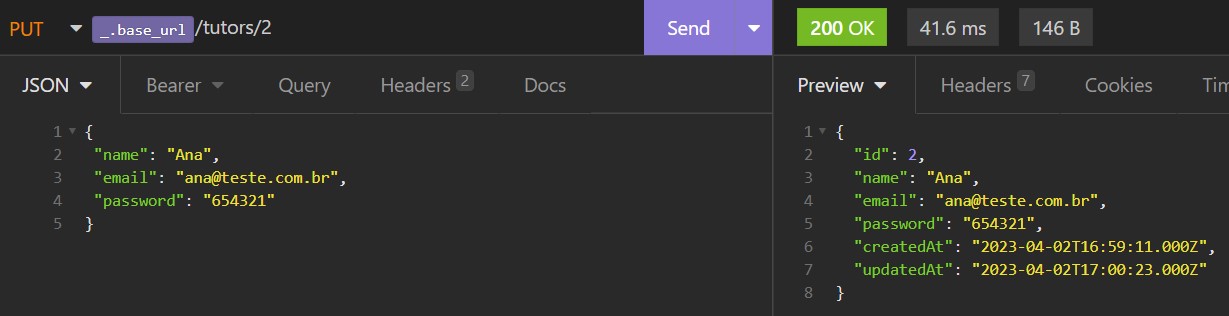 PUT _.base_url /tutors/2 Send 200 OK 41.6 ms 146 B
JSON Bearer Query Headers 2 Docs Preview Headers 7 Cookies Tim
1 {
2 "name": "Ana",
3 "email": "ana@teste.com.br",
4 "password": "654321"
5 }
1 {
2 "id": 2,
3 "name": "Ana",
4 "email": "ana@teste.com.br",
5 "password": "654321",
6 "createdAt": "2023-04-02T16:59:11.000Z",
7 "updatedAt": "2023-04-02T17:00:23.000Z"
8 }